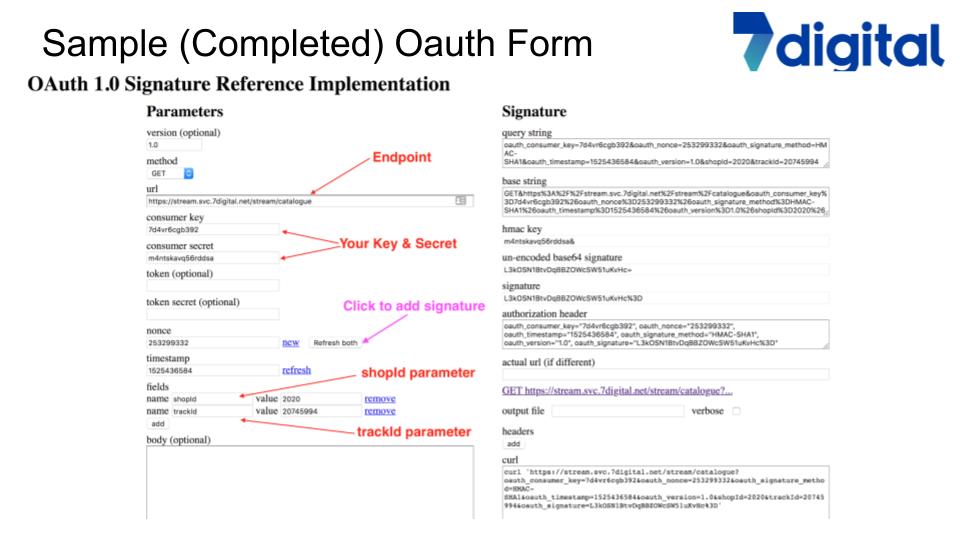 Sample (Completed) Oauth Form
7digital
OAuth 1.0 Signature Reference Implementation
Parameters
version (optional)
1.0
method
GET
Endpoint
url
https://stream.svc.7digital.net/stream/catalogue
consumer key
7d4vr6cgb392
Your Key & Secret
consumer secret
m4ntskavq56rddsa
token (optional)
token secret (optional)
Click to add signature
nonce
253299332 new Refresh both
timestamp
1525436584 refresh
shopId parameter
fields
name shopId value 2020 remove
name trackId value 20745994 remove
add
trackId parameter
body (optional)
Signature
query string
oauth_consumer_key=7d4vr6cgb392&oauth_nonce=253299332&oauth_signature_method=HM
AC-
SHA1&oauth_timestamp=1525436584&oauth_version=1.0&shopId=2020&trackId=20745994
base string
GET&https%3A%2F%2Fstream.svc.7digital.net%2Fstream%2Fcatalogue&oauth_consumer_key%
3D7d4vr6cgb392%26oauth_nonce%3D253299332%26oauth_signature_method%3DHMAC-
SHA1%26oauth_timestamp%3D1525436584%26oauth_version%3D1.0%26shopId%3D2020%26
hmac key
m4ntskavq56rddsa&
un-encoded base64 signature
L3kOSN1BtvDqBBZOWcSW51uKvHc=
signature
L3kOSN1BtvDqBBZOWcSW51uKvHc%3D
authorization header
oauth_consumer_key="7d4vr6cgb392", oauth_nonce="253299332",
oauth_timestamp="1525436584", oauth_signature_method="HMAC-SHA1",
oauth_version="1.0", oauth_signature="L3kOSN1BtvDqBBZOWcSW51uKvHc%3D"
actual url (if different)
GET https://stream.svc.7digital.net/stream/catalogue?...
output file verbose
headers
add
curl
curl 'https://stream.svc.7digital.net/stream/catalogue?
oauth_consumer_key=7d4vr6cgb392&oauth_nonce=253299332&oauth_signature_metho
d=HMAC-
SHA1&oauth_timestamp=1525436584&oauth_version=1.0&shopId=2020&trackId=20745
994&oauth_signature=L3kOSN1BtvDqBBZOWcSW51uKvHc%3D'